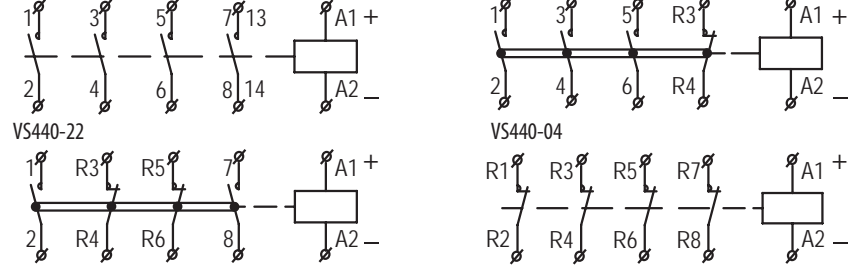 1 3 5 7 13 A1 +
2 4 6 8 14 A2 –
1 3 5 R3 A1 +
2 4 6 R4 A2 –
VS440-22
1 R3 R5 7 A1 +
2 R4 R6 8 A2 –
VS440-04
R1 R3 R5 R7 A1 +
R2 R4 R6 R8 A2 –